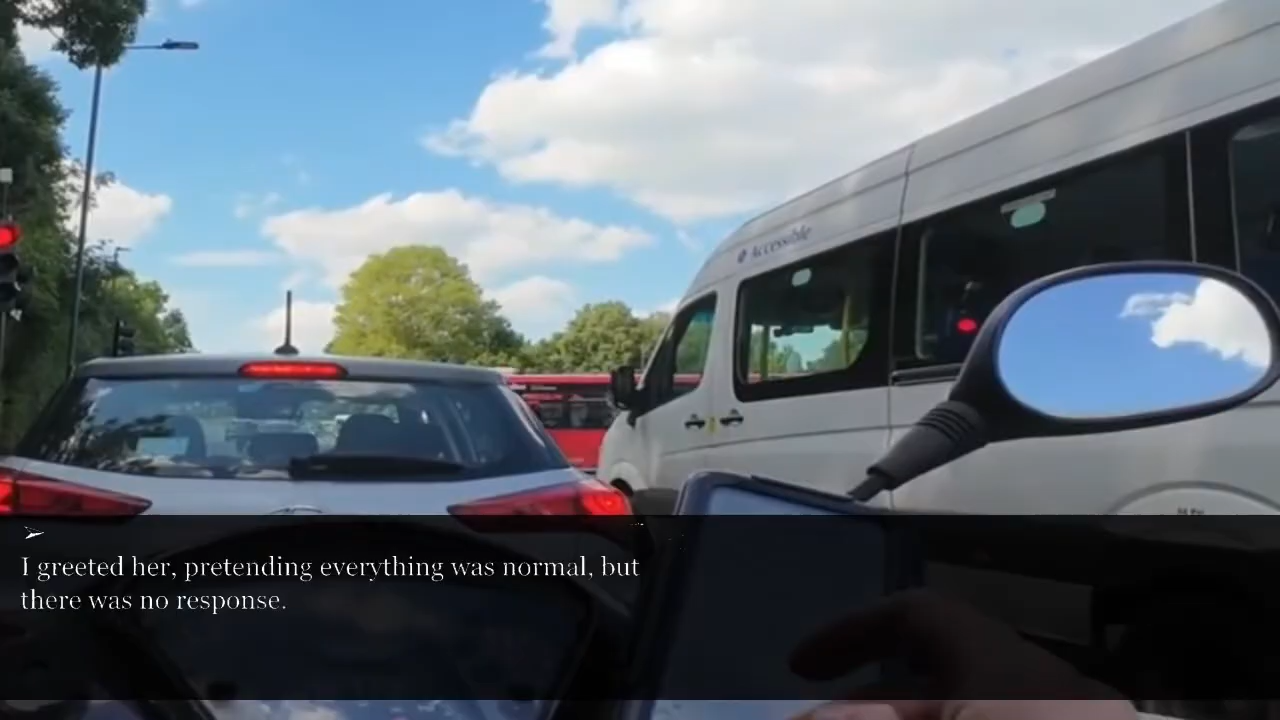 Accessible
I greeted her, pretending everything was normal, but
there was no response.